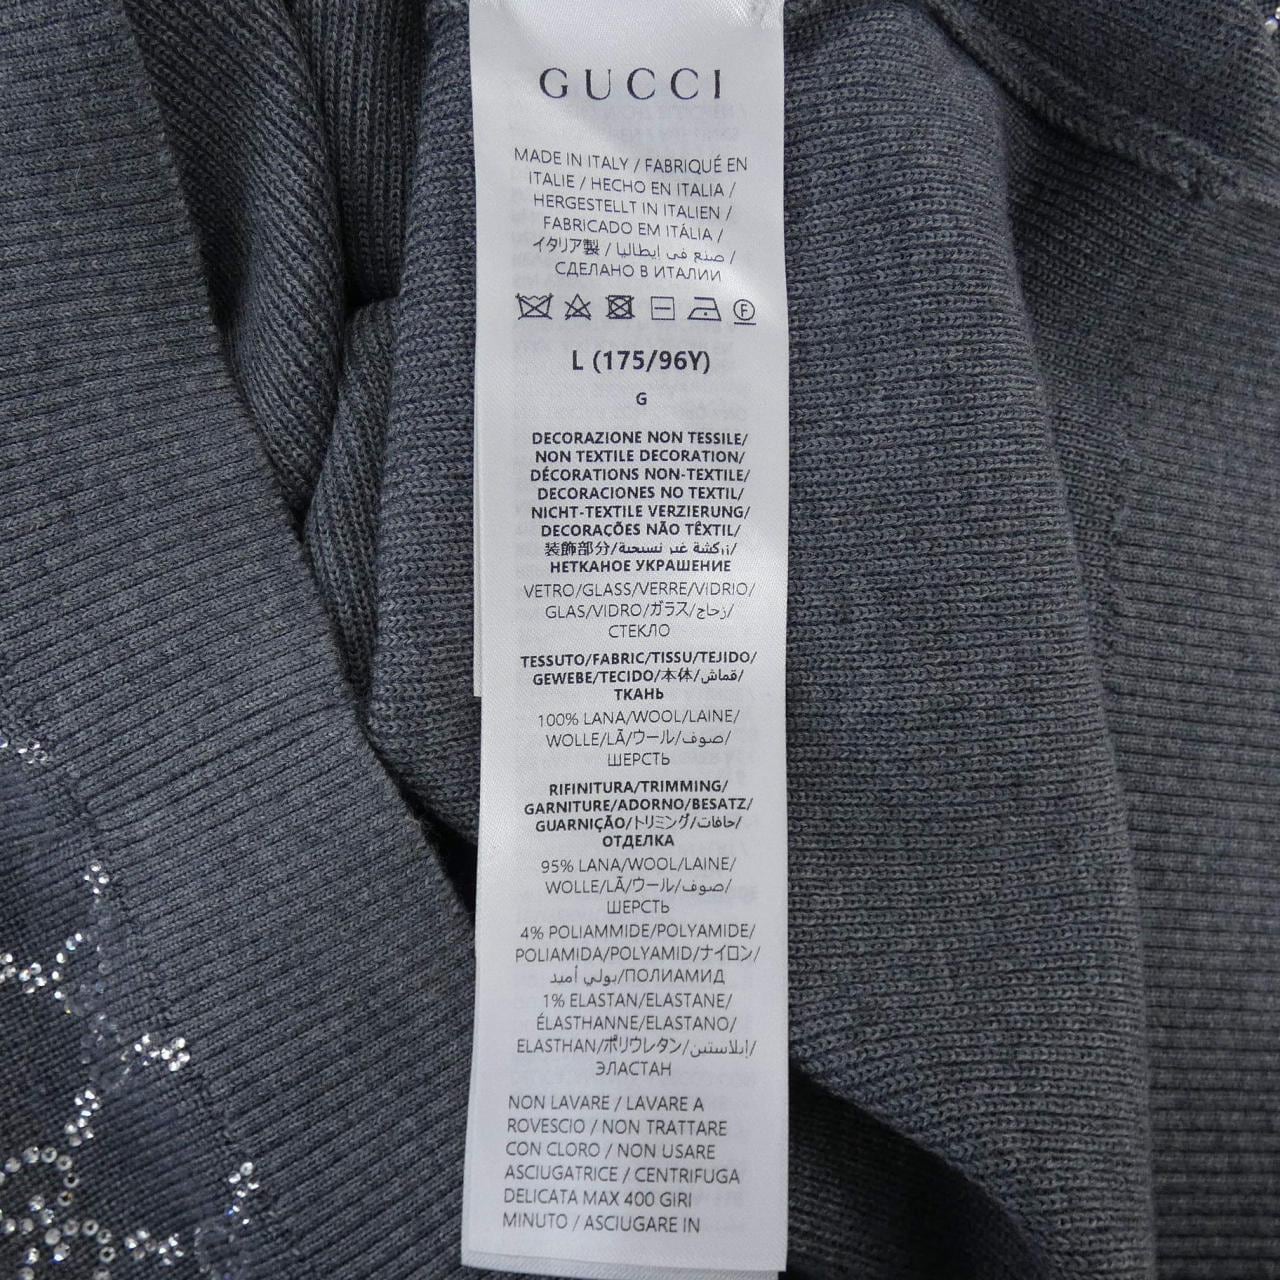 GUCCI
MADE IN ITALY / FABRIQUÉ EN
ITALIE / HECHO EN ITALIA /
HERGESTELLT IN ITALIEN /
FABRICADO EM ITÁLIA /
イタリア製 / صنع في إيطاليا /
СДЕЛАНО В ИТАЛИИ
F
L (175/96Y)
G
DECORAZIONE NON TESSILE/
NON TEXTILE DECORATION/
DÉCORATIONS NON-TEXTILE/
DECORACIONES NO TEXTIL/
NICHT-TEXTILE VERZIERUNG/
DECORAÇÕES NÃO TÊXTIL/
装飾部分/زركشة غير نسيجية/
НЕТКАНОЕ УКРАШЕНИЕ
VETRO/GLASS/VERRE/VIDRIO/
GLAS/VIDRO/ガラス/زجاج/
СТЕКЛО
TESSUTO/FABRIC/TISSU/TEJIDO/
GEWEBE/TECIDO/本体/قماش/
ТКАНЬ
100% LANA/WOOL/LAINE/
WOLLE/LÃ/ウール/صوف/
ШЕРСТЬ
RIFINITURA/TRIMMING/
GARNITURE/ADORNO/BESATZ/
GUARNIÇÃO/トリミング/حافات/
ОТДЕЛКА
95% LANA/WOOL/LAINE/
WOLLE/LÃ/ウール/صوف/
ШЕРСТЬ
4% POLIAMMIDE/POLYAMIDE/
POLIAMIDA/POLYAMID/ナイロン/
بولي أميد/ПОЛИАМИД
1% ELASTAN/ELASTANE/
ÉLASTHANNE/ELASTANO/
ELASTHAN/ポリウレタン/إيلاستين/
ЭЛАСТАН
NON LAVARE / LAVARE A
ROVESCIO / NON TRATTARE
CON CLORO / NON USARE
ASCIUGATRICE / CENTRIFUGA
DELICATA MAX 400 GIRI
MINUTO / ASCIUGARE IN